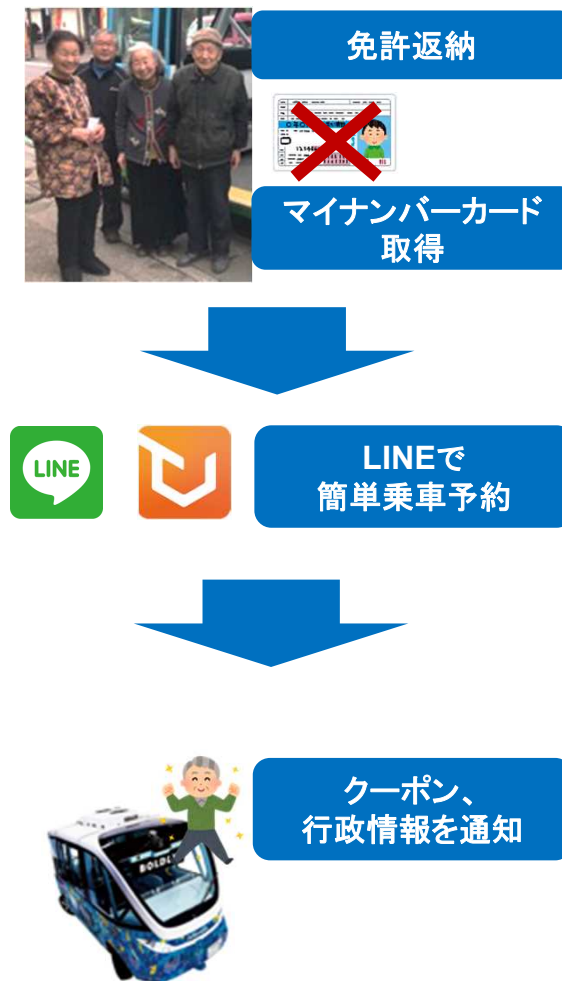 免許返納
マイナンバーカード
取得
LINE
LINEで
簡単乗車予約
クーポン、
行政情報を通知
BOLDLY